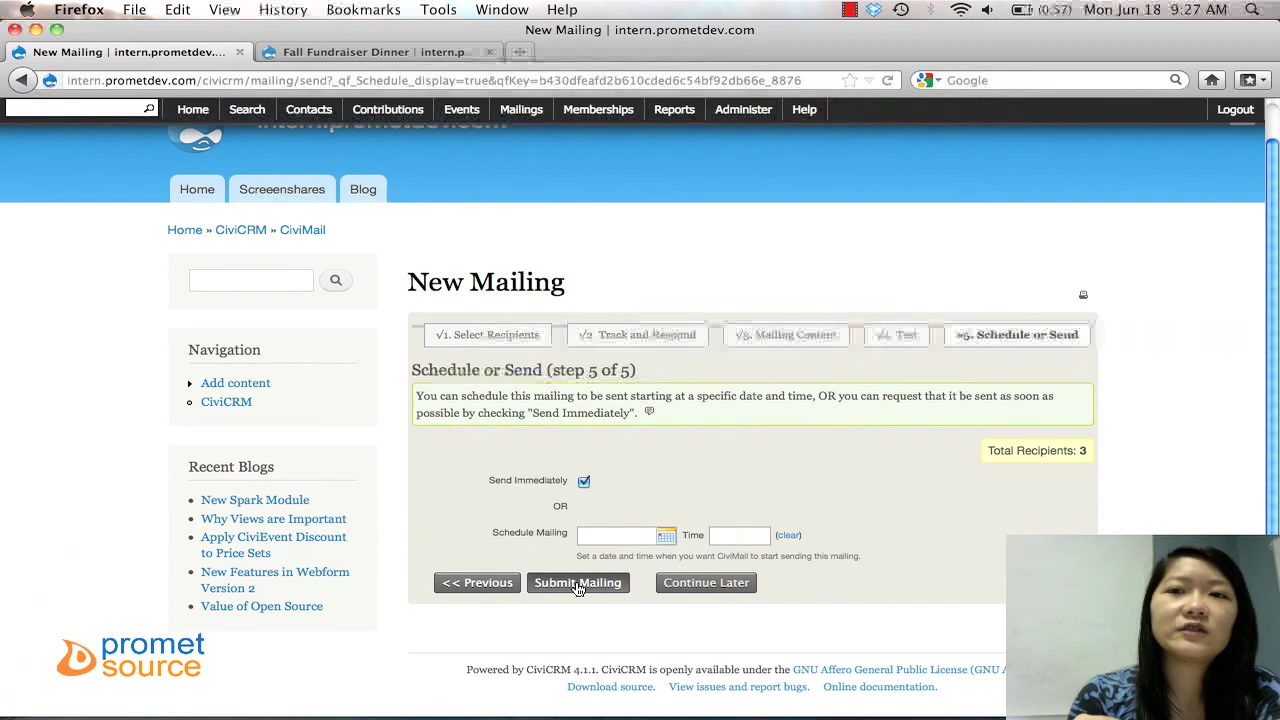 Firefox File Edit View History Bookmarks Tools Window Help (0:57) Mon Jun 18 9:27 AM
New Mailing | intern.prometdev.com
New Mailing | intern.prometdev.... Fall Fundraiser Dinner | intern.p
intern.prometdev.com/civicrm/mailing/send?_qf_Schedule_display=true&qfKey=b430dfeafd2b610cded6c54bf92db66e_8876 Google
Home Search Contacts Contributions Events Mailings Memberships Reports Administer Help Logout
intern.prometdev.com
Home Screeenshares Blog
Home » CiviCRM » CiviMail
New Mailing
√1. Select Recipients √2. Track and Respond √3. Mailing Content √4. Test »5. Schedule or Send
Navigation
Add content
CiviCRM
Schedule or Send (step 5 of 5)
You can schedule this mailing to be sent starting at a specific date and time, OR you can request that it be sent as soon as
possible by checking "Send Immediately".
Total Recipients: 3
Recent Blogs
New Spark Module
Why Views are Important
Apply CiviEvent Discount
to Price Sets
New Features in Webform
Version 2
Value of Open Source
Send Immediately
OR
Schedule Mailing Time (clear)
Set a date and time when you want CiviMail to start sending this mailing.
<< Previous Submit Mailing Continue Later
promet
source
Powered by CiviCRM 4.1.1. CiviCRM is openly available under the GNU Affero General Public License (GNU A
Download source. View issues and report bugs. Online documentation.